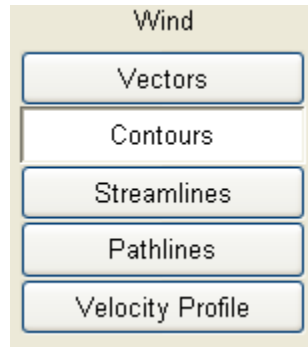 Wind
Vectors
Contours
Streamlines
Pathlines
Velocity Profile